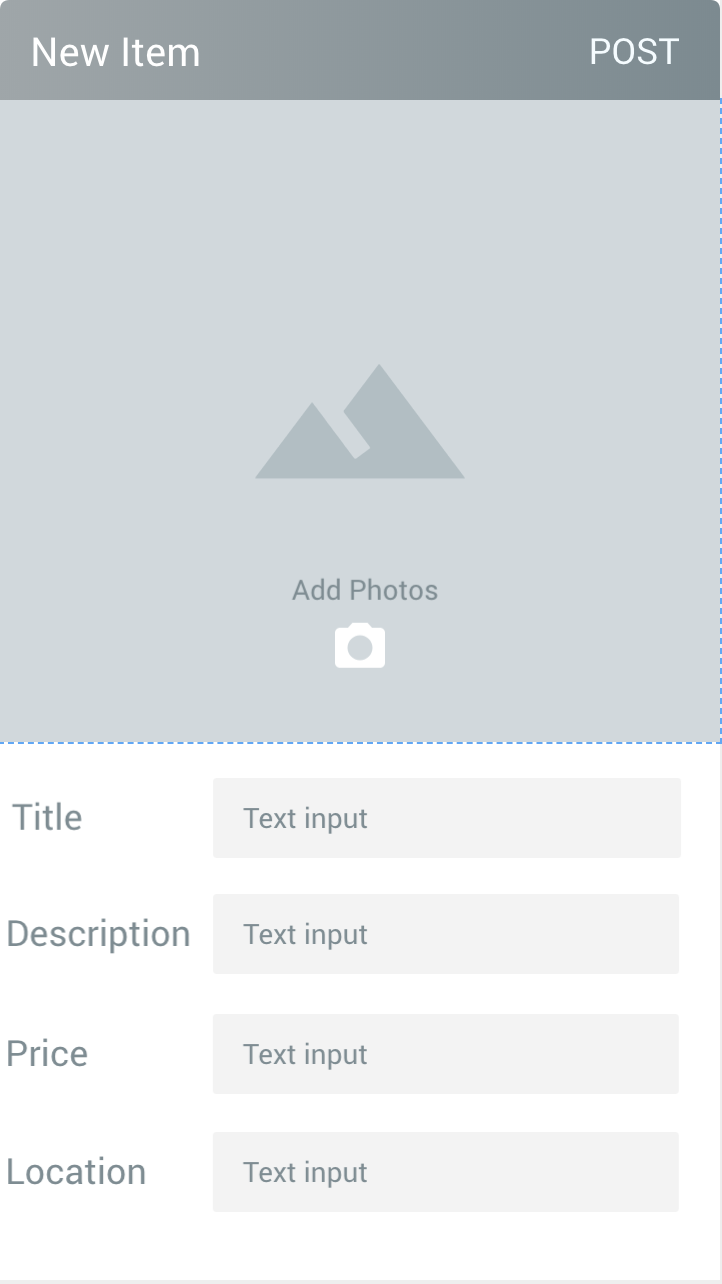 New Item POST
Add Photos
Title Text input
Description Text input
Price Text input
Location Text input